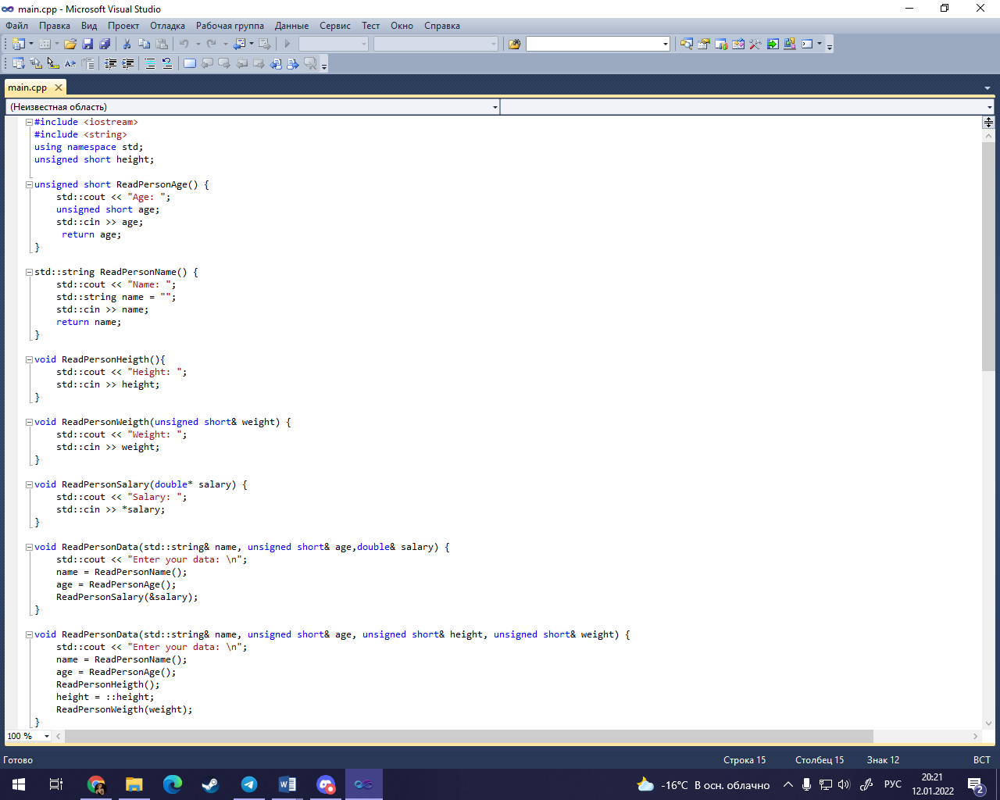 main.cpp - Microsoft Visual Studio
Файл Правка Вид Проект Отладка Рабочая группа Данные Сервис Тест Окно Справка
main.cpp
(Неизвестная область)
#include <iostream>
#include <string>
using namespace std;
unsigned short height;
unsigned short ReadPersonAge() {
std::cout << "Age: ";
unsigned short age;
std::cin >> age;
return age;
}
std::string ReadPersonName() {
std::cout << "Name: ";
std::string name = "";
std::cin >> name;
return name;
}
void ReadPersonHeigth(){
std::cout << "Height: ";
std::cin >> height;
}
void ReadPersonWeigth(unsigned short& weight) {
std::cout << "Weight: ";
std::cin >> weight;
}
void ReadPersonSalary(double* salary) {
std::cout << "Salary: ";
std::cin >> *salary;
}
void ReadPersonData(std::string& name, unsigned short& age,double& salary) {
std::cout << "Enter your data: \n";
name = ReadPersonName();
age = ReadPersonAge();
ReadPersonSalary(&salary);
}
void ReadPersonData(std::string& name, unsigned short& age, unsigned short& height, unsigned short& weight) {
std::cout << "Enter your data: \n";
name = ReadPersonName();
age = ReadPersonAge();
ReadPersonHeigth();
height = ::height;
ReadPersonWeigth(weight);
}
100 %
Готово Строка 15 Столбец 15 Знак 12 ВСТ
-16°C В осн. облачно РУС 20:21
12.01.2022 2